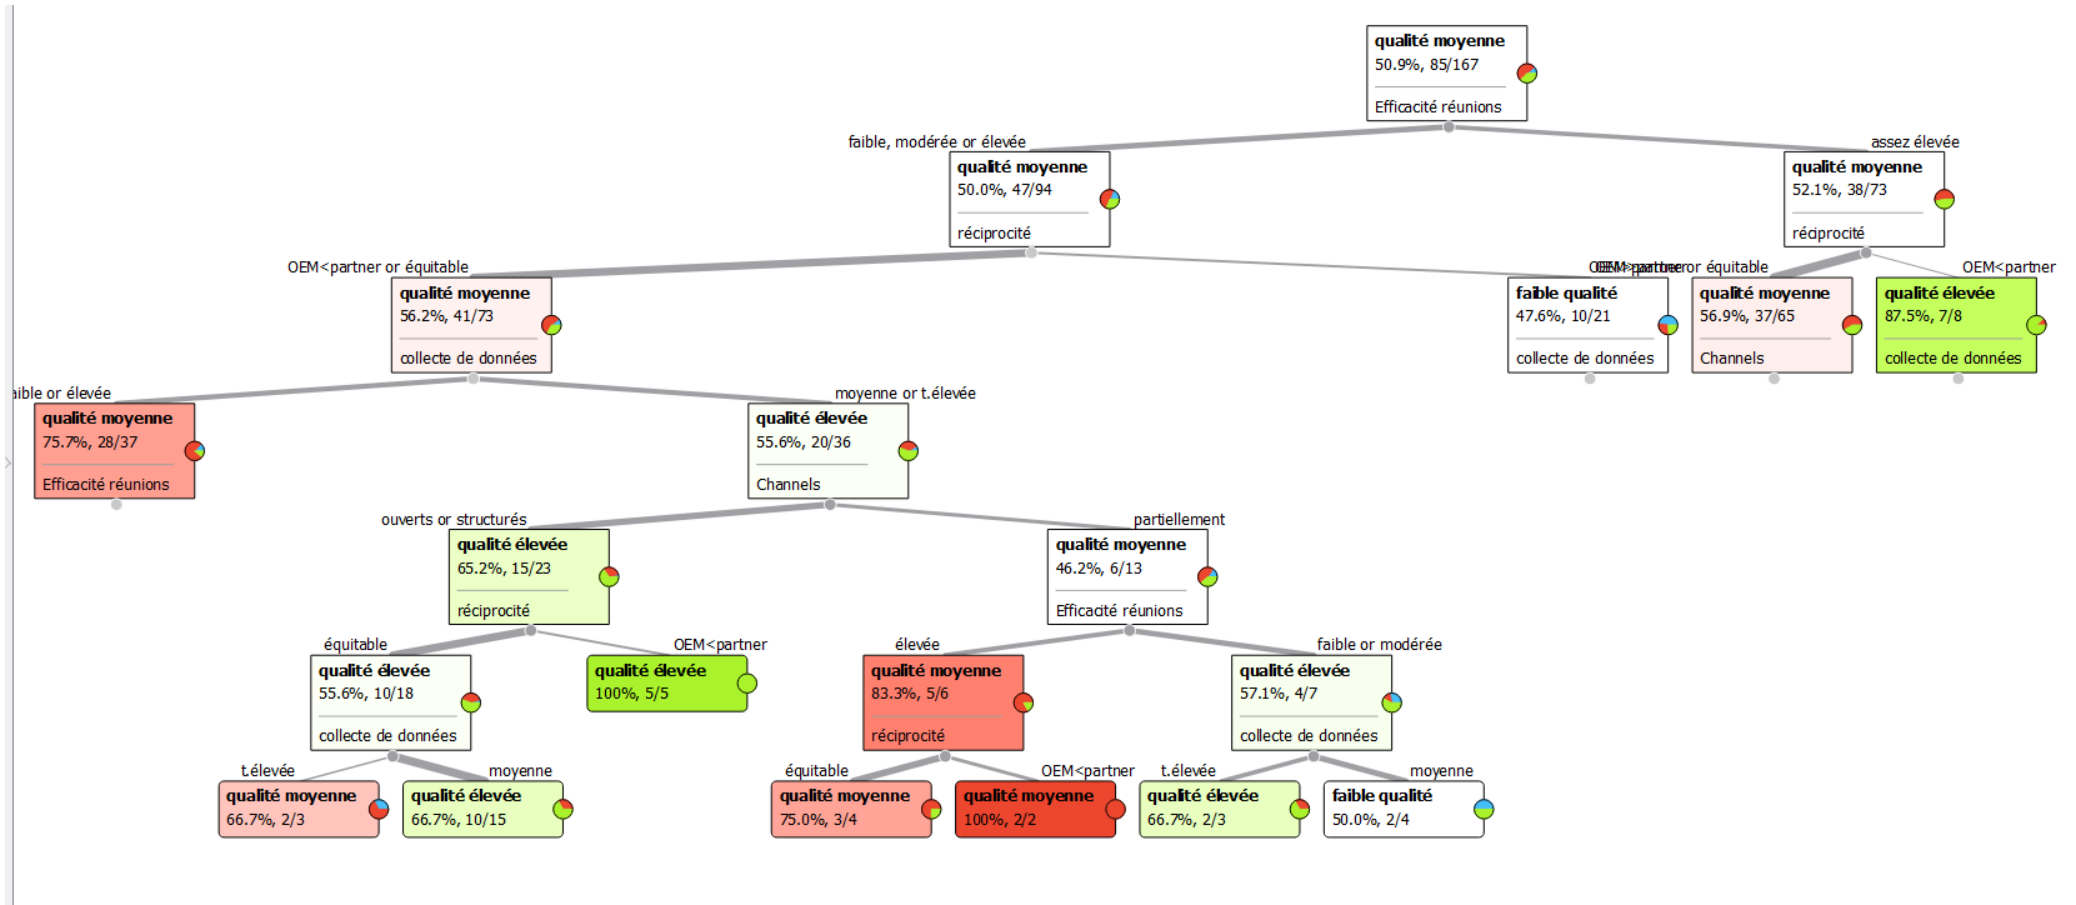 qualité moyenne
50.9%, 85/167
Efficacité réunions
faible, modérée or élevée
assez élevée
qualité moyenne
50.0%, 47/94
réciprocité
qualité moyenne
52.1%, 38/73
réciprocité
OEM<partner or équitable
or équitable
OEM<partner
qualité moyenne
56.2%, 41/73
collecte de données
faible qualité
47.6%, 10/21
collecte de données
qualité moyenne
56.9%, 37/65
Channels
qualité élevée
87.5%, 7/8
collecte de données
aible or élevée
moyenne or t.élevée
qualité moyenne
75.7%, 28/37
Efficacité réunions
qualité élevée
55.6%, 20/36
Channels
ouverts or structurés
partiellement
qualité élevée
65.2%, 15/23
réciprocité
qualité moyenne
46.2%, 6/13
Efficacité réunions
équitable
OEM<partner
élevée
faible or modérée
qualité élevée
55.6%, 10/18
collecte de données
qualité élevée
100%, 5/5
qualité moyenne
83.3%, 5/6
réciprocité
qualité élevée
57.1%, 4/7
collecte de données
t.élevée
moyenne
équitable
OEM<partner
t.élevée
moyenne
qualité moyenne
66.7%, 2/3
qualité élevée
66.7%, 10/15
qualité moyenne
75.0%, 3/4
qualité moyenne
100%, 2/2
qualité élevée
66.7%, 2/3
faible qualité
50.0%, 2/4